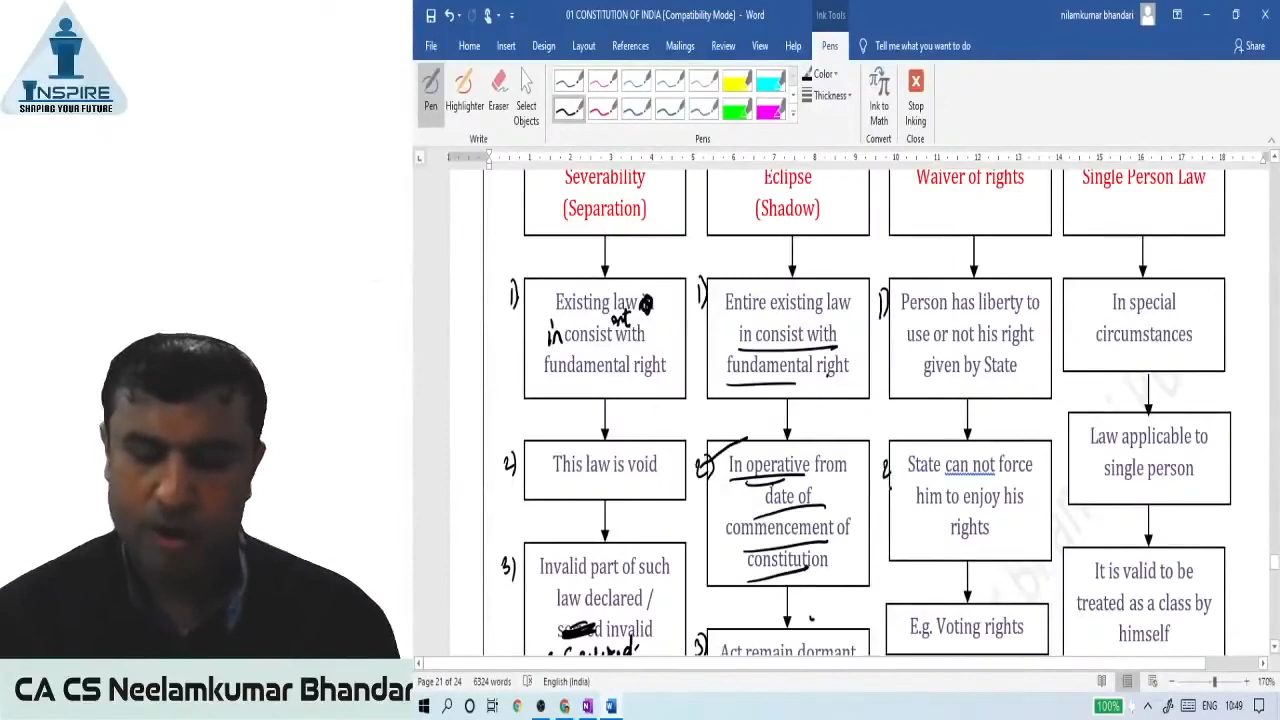 INSPIRE
SHAPING YOUR FUTURE
01 CONSTITUTION OF INDIA [Compatibility Mode] - Word
Ink Tools
nilamkumar bhandari
File Home Insert Design Layout References Mailings Review View Help Pens Tell me what you want to do
Share
Pen
Highlighter
Eraser
Select Objects
Color
Thickness
Ink to Math
Stop Inking
Write
Pens
Convert
Close
Severability
(Separation)
Eclipse
(Shadow)
Waiver of rights
Single Person Law
1)
Existing law
ent
in consist with
fundamental right
1)
Entire existing law
in consist with
fundamental right
1)
Person has liberty to
use or not his right
given by State
In special
circumstances
2)
This law is void
2)
In operative from
date of
commencement of
constitution
2
State can not force
him to enjoy his
rights
Law applicable to
single person
3)
Invalid part of such
law declared /
invalid
3)
Act remain dormant
E.g. Voting rights
It is valid to be
treated as a class by
himself
CA CS Neelamkumar Bhandar
Page 21 of 24 6324 words English (India)
170%
100%
ENG 10:49